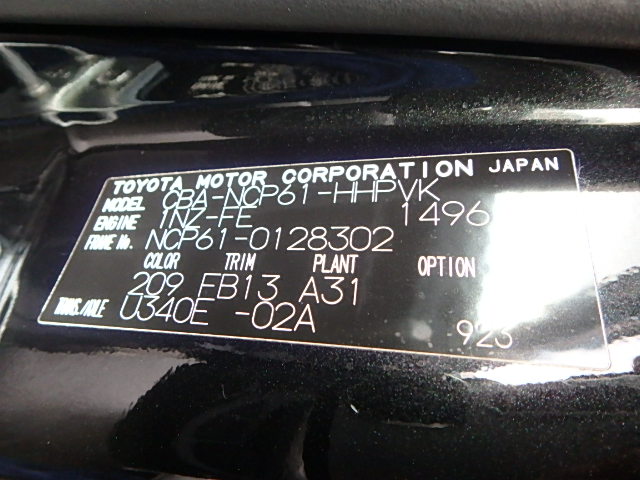 TOYOTA MOTOR CORPORATION JAPAN
MODEL CBA-NCP61-HHPVK
ENGINE 1NZ-FE 1496
FRAME No. NCP61-0128302
COLOR TRIM PLANT OPTION
209 FB13 A31
TRANS./AXLE U340E -02A
923